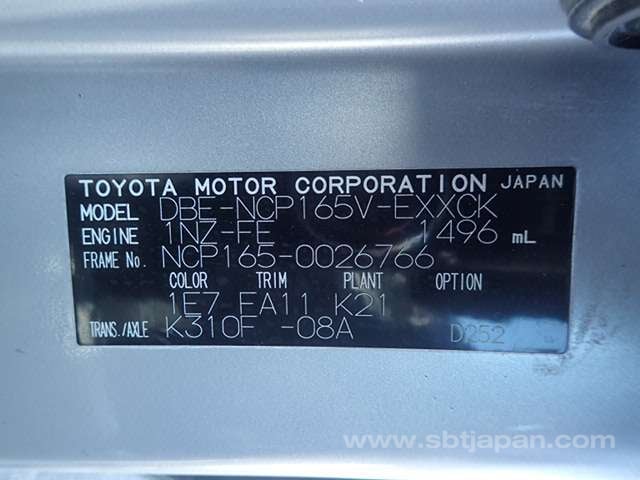 TOYOTA MOTOR CORPORATION JAPAN
MODEL DBE-NCP165V-EXXCK
ENGINE 1NZ-FE 1496 mL
FRAME No. NCP165-0026766
COLOR TRIM PLANT OPTION
1E7 FA11 K21
TRANS./AXLE K310F -08A D252
www.sbtjapan.com